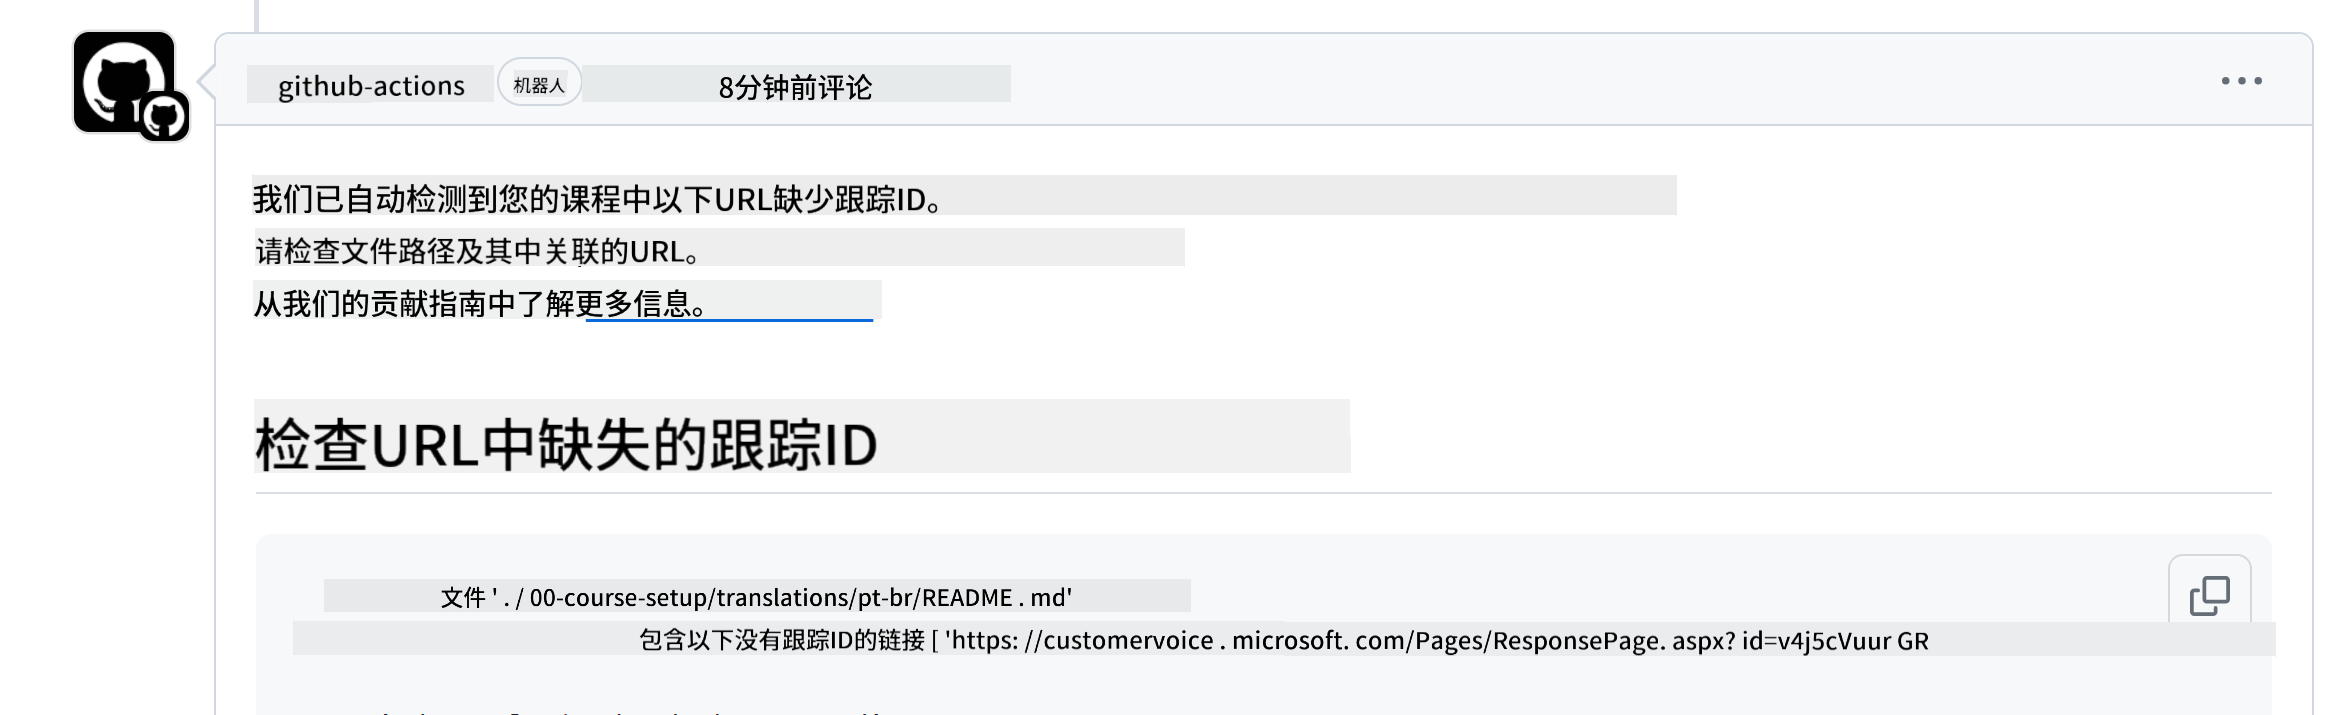 github-actions 机器人 8分钟前评论
我们已自动检测到您的课程中以下URL缺少跟踪ID。
请检查文件路径及其中关联的URL。
从我们的贡献指南中了解更多信息。
检查URL中缺失的跟踪ID
文件 ' . / 00-course-setup/translations/pt-br/README . md'
包含以下没有跟踪ID的链接 [ 'https: //customervoice . microsoft. com/Pages/ResponsePage. aspx? id=v4j5cVuur GR